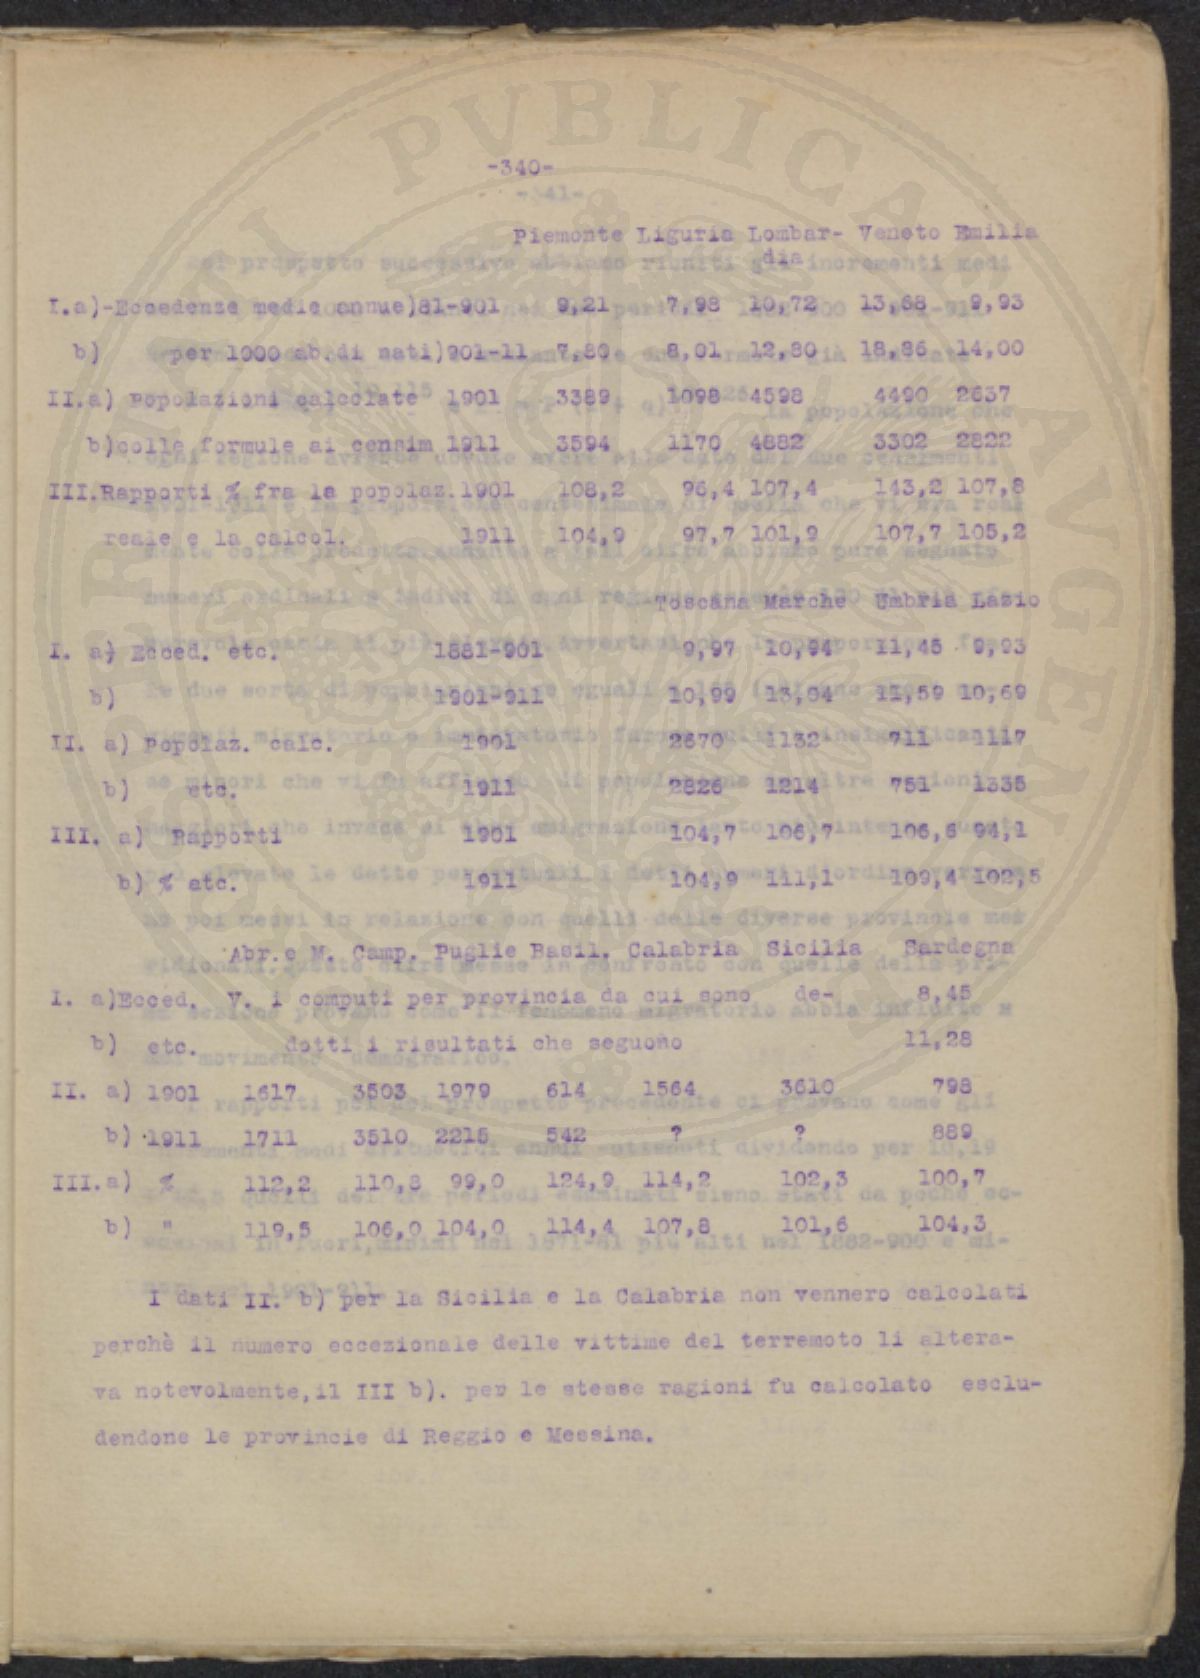 -340-
Piemonte Liguria Lombar- Veneto Emilia
dia
I.a)-Eccedenze medie annue)81-901 9,21 7,98 10,72 13,68 9,93
b) per 1000 ab.di nati)901-11 7,80 8,01 12,80 18,86 14,00
II.a) Popolazioni calcolate 1901 3389 1098 4598 4490 2637
b)colle formule ai censim 1911 3594 1170 4882 3302 2822
III.Rapporti % fra la popolaz.1901 108,2 96,4 107,4 143,2 107,8
reale e la calcol. 1911 104,9 97,7 101,9 107,7 105,2
Toscana Marche Umbria Lazio
I. a) Ecced. etc. 1881-901 9,97 10,94 11,45 9,93
b) 1901-911 10,99 13,04 11,59 10,69
II. a) Popolaz. calc. 1901 2670 1132 711 1117
b) etc. 1911 2826 1214 751 1335
III. a) Rapporti 1901 104,7 106,7 106,6 94,1
b) % etc. 1911 104,9 111,1 109,4 102,5
Abr.e M. Camp. Puglie Basil. Calabria Sicilia Sardegna
I. a)Ecced. V. i computi per provincia da cui sono de- 8,45
b) etc. dotti i risultati che seguono 11,28
II. a) 1901 1617 3503 1979 614 1564 3610 798
b) 1911 1711 3510 2215 542 ? ? 889
III.a) % 112,2 110,8 99,0 124,9 114,2 102,3 100,7
b) " 119,5 106,0 104,0 114,4 107,8 101,6 104,3
I dati II. b) per la Sicilia e la Calabria non vennero calcolati
perchè il numero eccezionale delle vittime del terremoto li altera-
va notevolmente,il III b). per le stesse ragioni fu calcolato esclu-
dendone le provincie di Reggio e Messina.